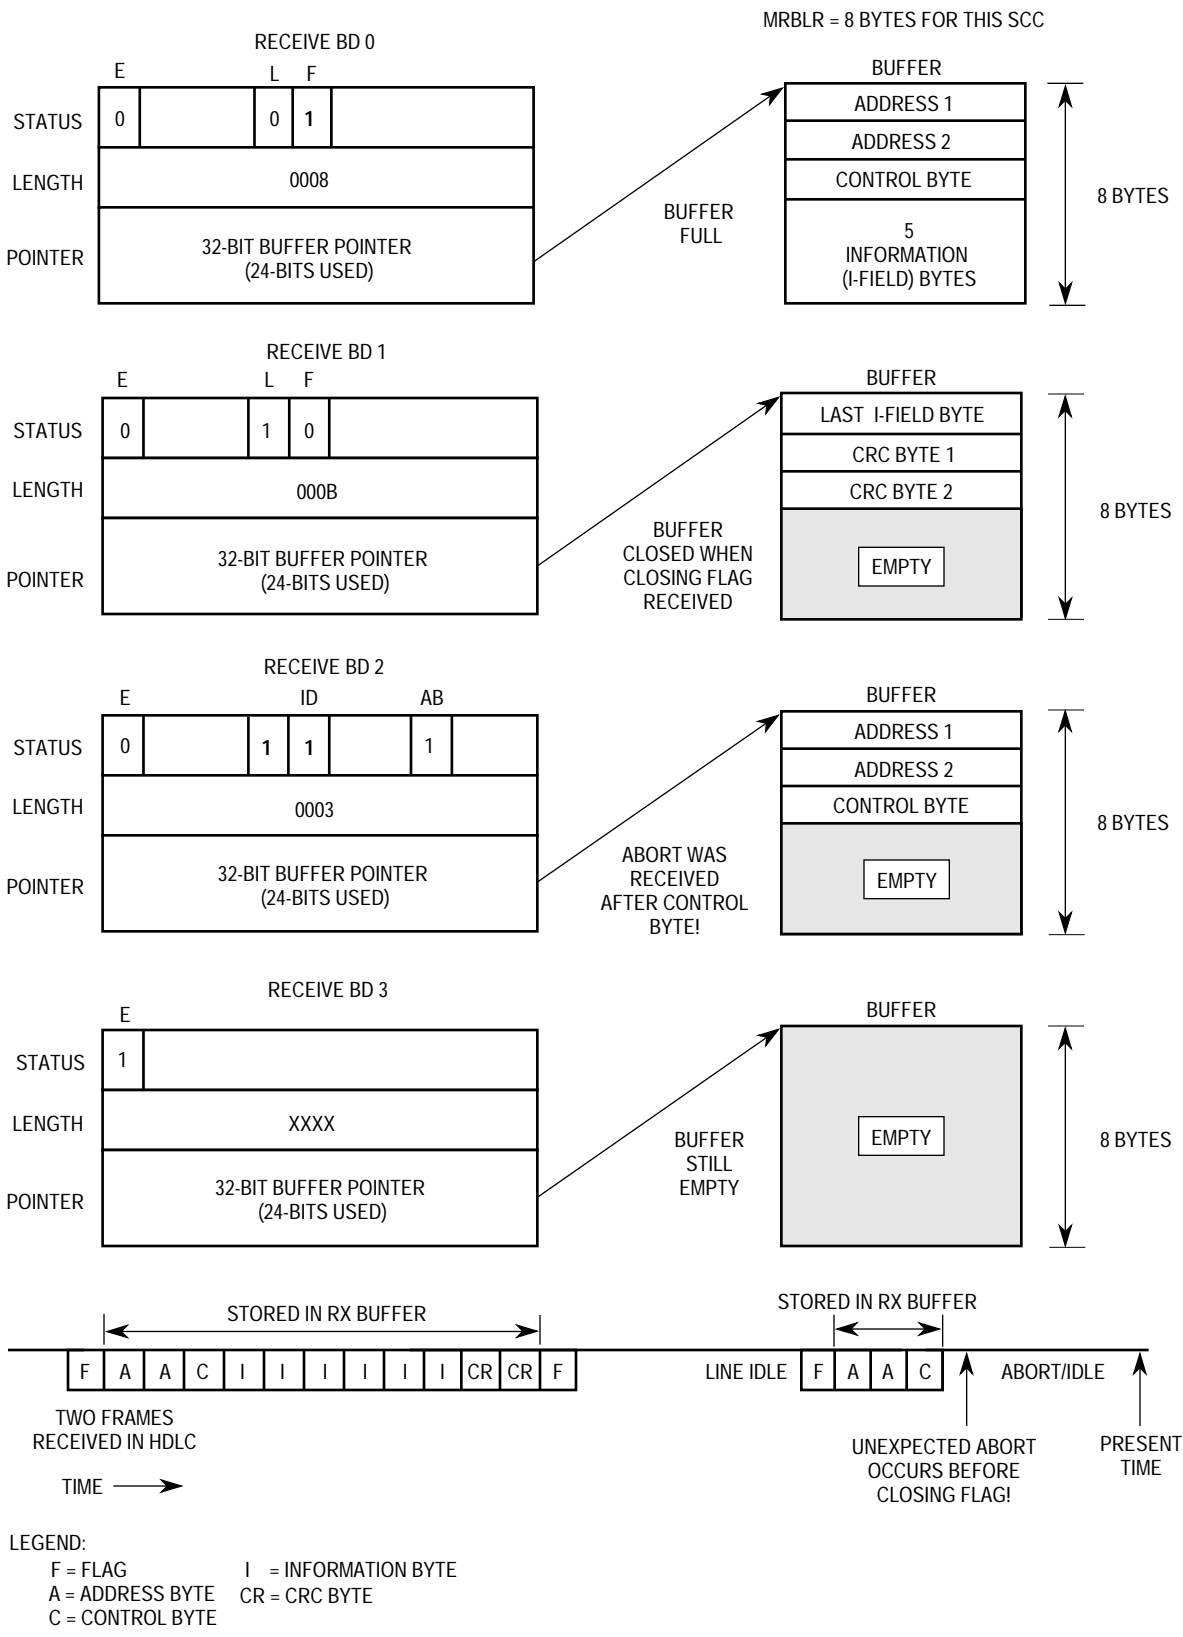 MRBLR = 8 BYTES FOR THIS SCC
RECEIVE BD 0
E L F
STATUS 0 0 1
LENGTH 0008
POINTER 32-BIT BUFFER POINTER
(24-BITS USED)
BUFFER
FULL
BUFFER
ADDRESS 1
ADDRESS 2
CONTROL BYTE
5
INFORMATION
(I-FIELD) BYTES
8 BYTES
RECEIVE BD 1
E L F
STATUS 0 1 0
LENGTH 000B
POINTER 32-BIT BUFFER POINTER
(24-BITS USED)
BUFFER
CLOSED WHEN
CLOSING FLAG
RECEIVED
BUFFER
LAST I-FIELD BYTE
CRC BYTE 1
CRC BYTE 2
EMPTY
8 BYTES
RECEIVE BD 2
E ID AB
STATUS 0 1 1 1
LENGTH 0003
POINTER 32-BIT BUFFER POINTER
(24-BITS USED)
ABORT WAS
RECEIVED
AFTER CONTROL
BYTE!
BUFFER
ADDRESS 1
ADDRESS 2
CONTROL BYTE
EMPTY
8 BYTES
RECEIVE BD 3
E
STATUS 1
LENGTH XXXX
POINTER 32-BIT BUFFER POINTER
(24-BITS USED)
BUFFER
STILL
EMPTY
BUFFER
EMPTY
8 BYTES
STORED IN RX BUFFER
STORED IN RX BUFFER
F A A C I I I I I I CR CR F LINE IDLE F A A C ABORT/IDLE
TWO FRAMES
RECEIVED IN HDLC
UNEXPECTED ABORT
OCCURS BEFORE
CLOSING FLAG!
PRESENT
TIME
TIME
LEGEND:
F = FLAG I = INFORMATION BYTE
A = ADDRESS BYTE CR = CRC BYTE
C = CONTROL BYTE